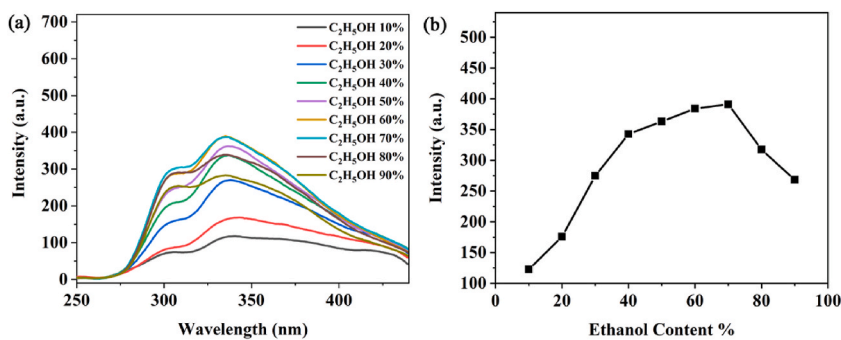 (a)
700
600
500
400
300
200
100
0
Intensity (a.u.)
C₂H₅OH 10%
C₂H₅OH 20%
C₂H₅OH 30%
C₂H₅OH 40%
C₂H₅OH 50%
C₂H₅OH 60%
C₂H₅OH 70%
C₂H₅OH 80%
C₂H₅OH 90%
250 300 350 400
Wavelength (nm)
(b)
500
450
400
350
300
250
200
150
100
Intensity (a.u.)
0 20 40 60 80 100
Ethanol Content %